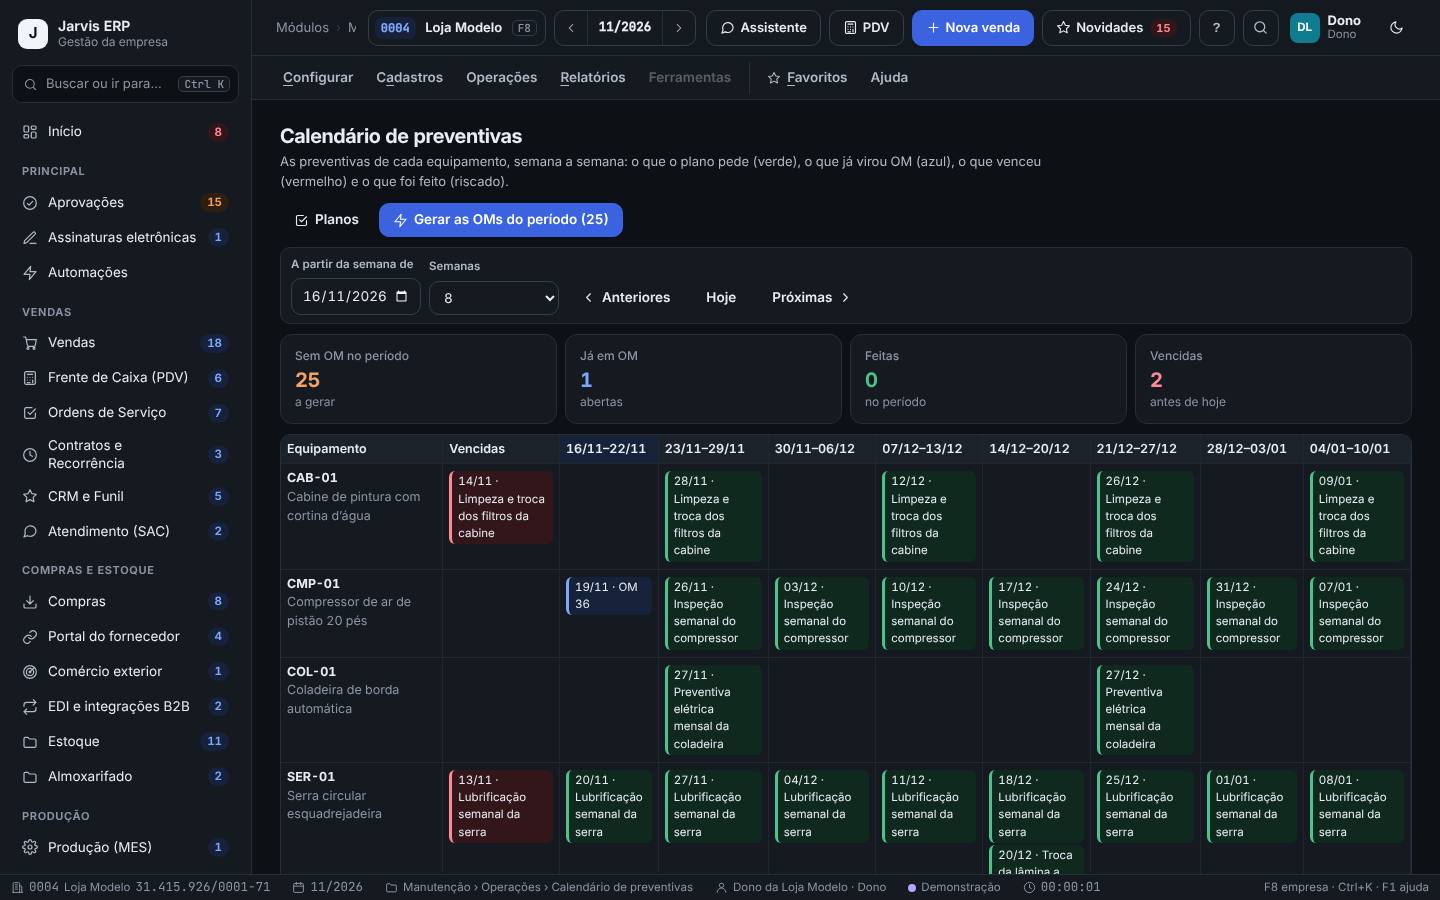 J Jarvis ERP
Gestão da empresa
Buscar ou ir para... Ctrl K
Início 8
PRINCIPAL
Aprovações 15
Assinaturas eletrônicas 1
Automações
VENDAS
Vendas 18
Frente de Caixa (PDV) 6
Ordens de Serviço 7
Contratos e
Recorrência 3
CRM e Funil 5
Atendimento (SAC) 2
COMPRAS E ESTOQUE
Compras 8
Portal do fornecedor 4
Comércio exterior 1
EDI e integrações B2B 2
Estoque 11
Almoxarifado 2
PRODUÇÃO
Produção (MES) 1
Módulos › M 0004 Loja Modelo F8 ‹ 11/2026 › Assistente PDV + Nova venda Novidades 15 ? DL Dono
Dono
Configurar Cadastros Operações Relatórios Ferramentas Favoritos Ajuda
Calendário de preventivas
As preventivas de cada equipamento, semana a semana: o que o plano pede (verde), o que já virou OM (azul), o que venceu
(vermelho) e o que foi feito (riscado).
Planos Gerar as OMs do período (25)
A partir da semana de Semanas
16/11/2026 8 ‹ Anteriores Hoje Próximas ›
Sem OM no período Já em OM Feitas Vencidas
25 1 0 2
a gerar abertas no período antes de hoje
Equipamento Vencidas 16/11–22/11 23/11–29/11 30/11–06/12 07/12–13/12 14/12–20/12 21/12–27/12 28/12–03/01 04/01–10/01
CAB-01 14/11 · 28/11 · 12/12 · 26/12 · 09/01 ·
Cabine de pintura com Limpeza e troca Limpeza e Limpeza e Limpeza e Limpeza e
cortina d'água dos filtros da troca dos troca dos troca dos troca dos
cabine filtros da filtros da filtros da filtros da
cabine cabine cabine cabine
CMP-01 19/11 · OM 26/11 · 03/12 · 10/12 · 17/12 · 24/12 · 31/12 · 07/01 ·
Compressor de ar de 36 Inspeção Inspeção Inspeção Inspeção Inspeção Inspeção Inspeção
pistão 20 pés semanal do semanal do semanal do semanal do semanal do semanal do semanal do
compressor compressor compressor compressor compressor compressor compressor
COL-01 27/11 · 27/12 ·
Coladeira de borda Preventiva Preventiva
automática elétrica elétrica
mensal da mensal da
coladeira coladeira
SER-01 13/11 · 20/11 · 27/11 · 04/12 · 11/12 · 18/12 · 25/12 · 01/01 · 08/01 ·
Serra circular Lubrificação Lubrificação Lubrificação Lubrificação Lubrificação Lubrificação Lubrificação Lubrificação Lubrificação
esquadrejadeira semanal da semanal da semanal da semanal da semanal da semanal da semanal da semanal da semanal da
serra serra serra serra serra serra serra serra serra
20/12 · Troca
da lâmina a
0004 Loja Modelo 31.415.926/0001-71 11/2026 Manutenção › Operações › Calendário de preventivas Dono da Loja Modelo · Dono Demonstração 00:00:01 F8 empresa · Ctrl+K · F1 ajuda